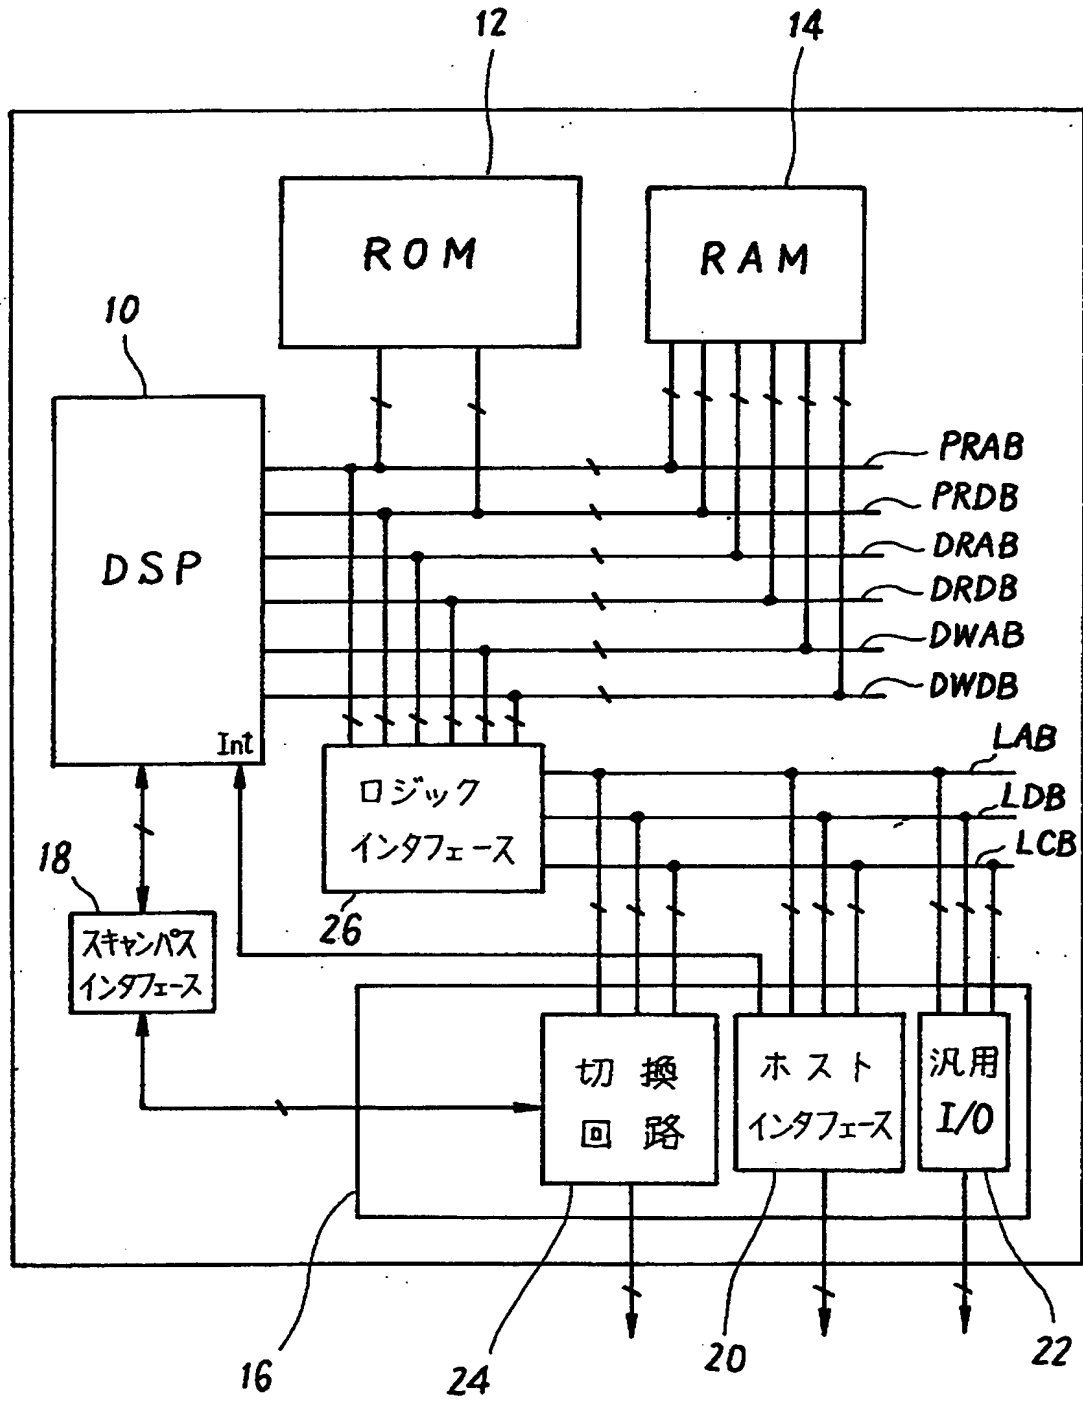 12
14
ROM
RAM
10
DSP
Int
PRAB
PRDB
DRAB
DRDB
DWAB
DWDB
LAB
LDB
LCB
ロジック
インタフェース
26
18
スキャンパス
インタフェース
切換
回路
ホスト
インタフェース
汎用
I/O
16
24
20
22